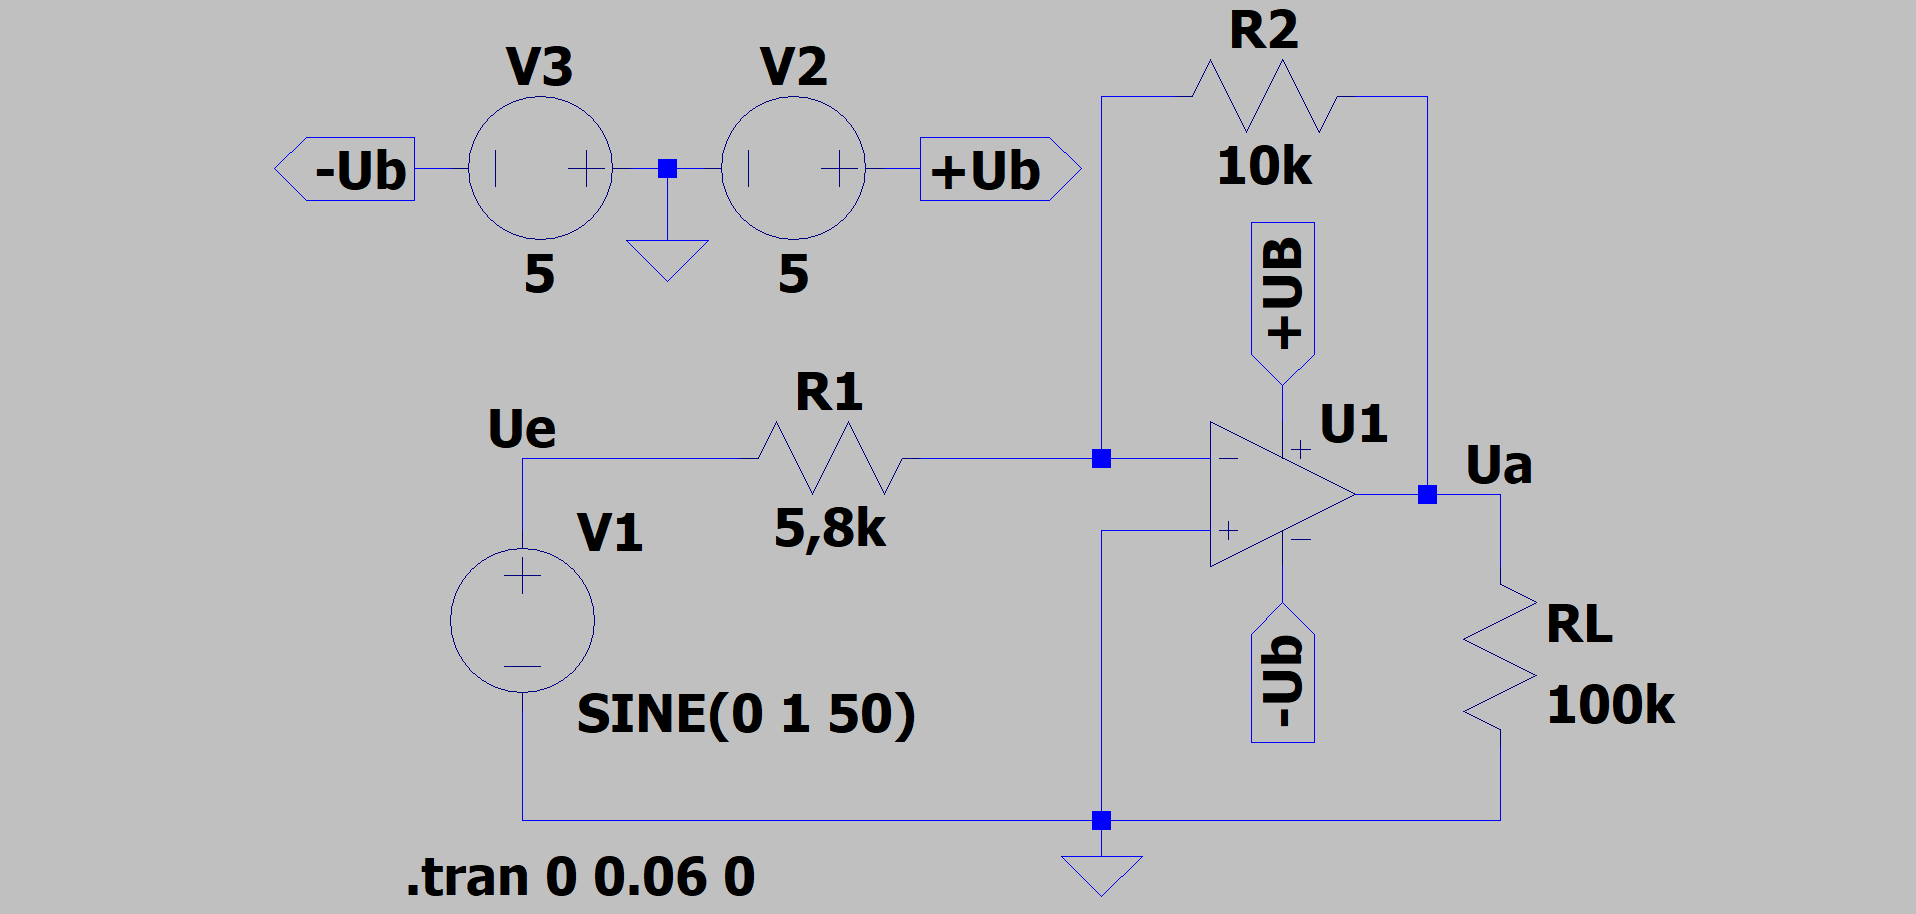 R2
V3
V2
-Ub
+Ub
10k
5
5
+UB
R1
U1
Ue
Ua
V1
5,8k
RL
-Ub
SINE(0 1 50)
100k
.tran 0 0.06 0